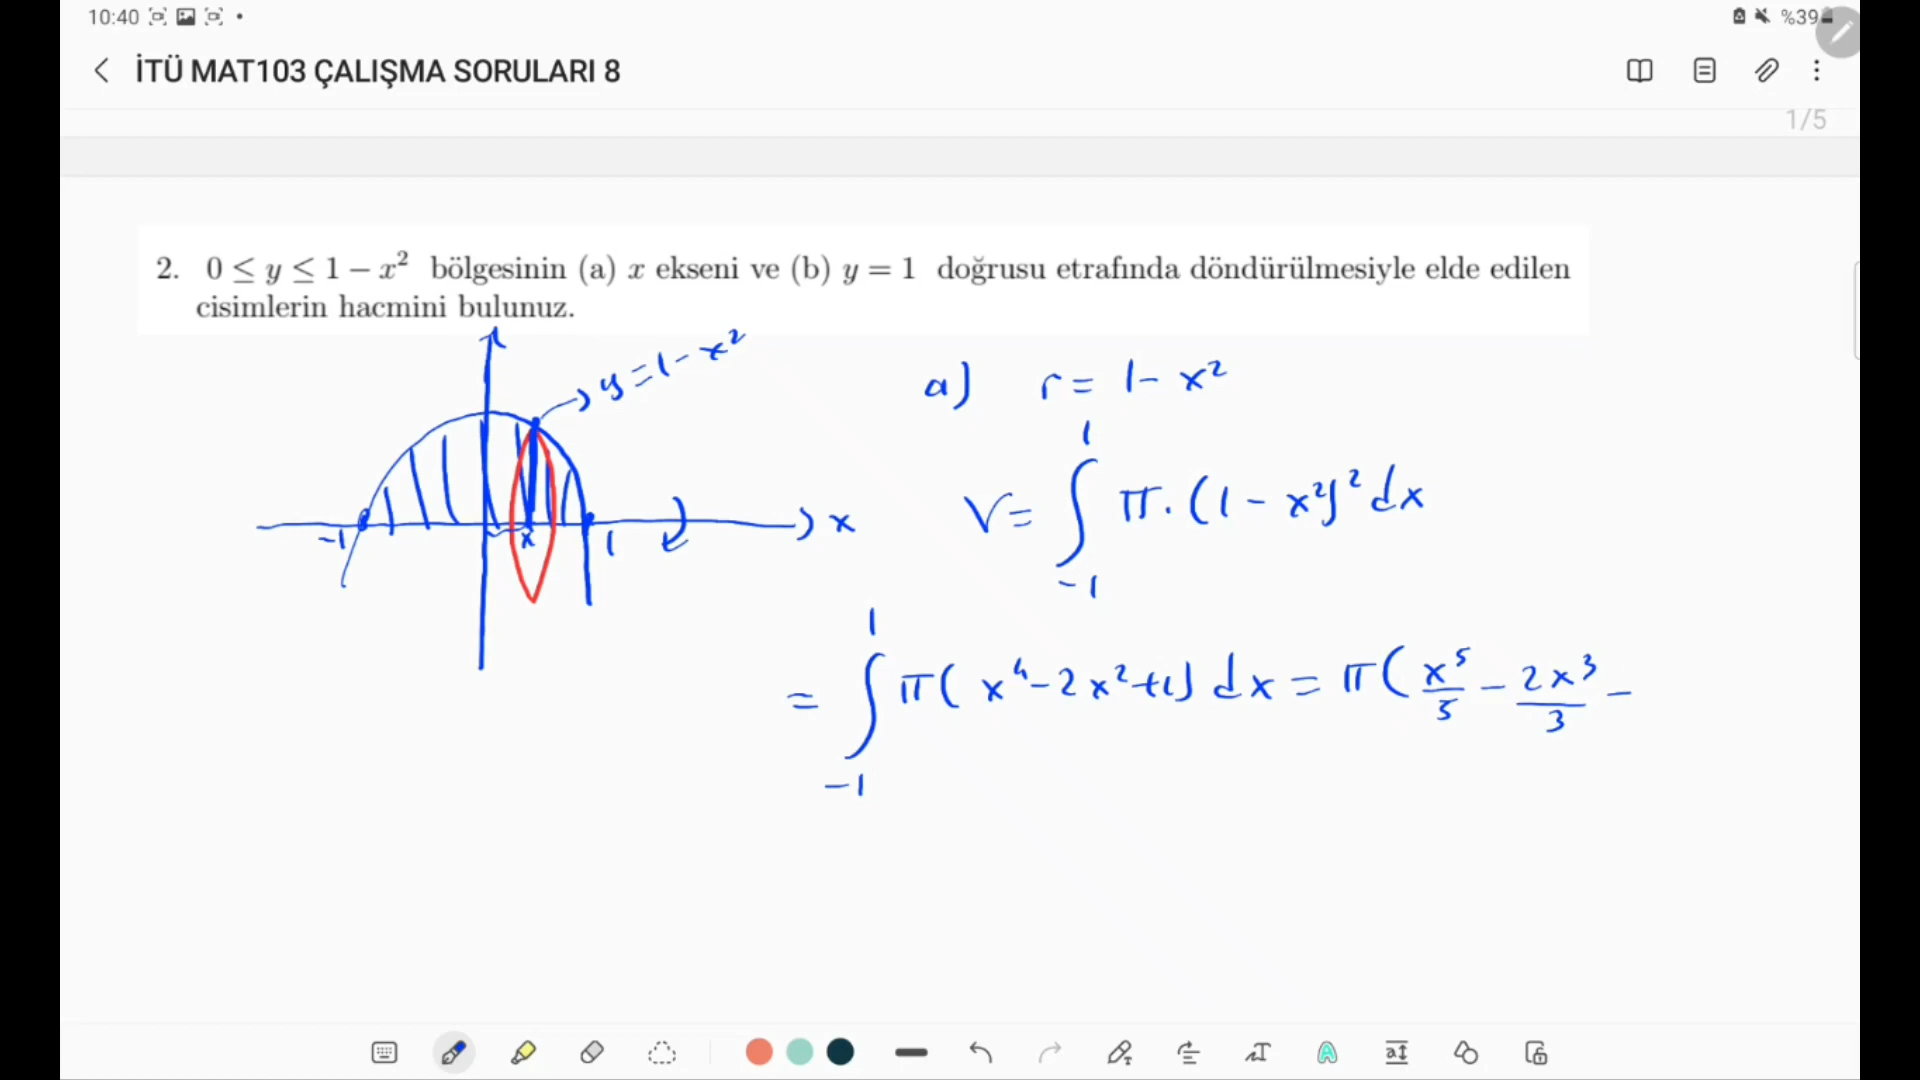 10:40
%39
İTÜ MAT103 ÇALIŞMA SORULARI 8
1/5
2. 0 ≤ y ≤ 1 − x² bölgesinin (a) x ekseni ve (b) y = 1 doğrusu etrafında döndürülmesiyle elde edilen
cisimlerin hacmini bulunuz.
y = 1 - x²
-1 x 1 x
a) r = 1 - x²
V = ∫_{-1}^{1} π. (1 - x²)² dx
= ∫_{-1}^{1} π( x⁴ - 2x² + 1) dx = π( x⁵/5 - 2x³/3 -